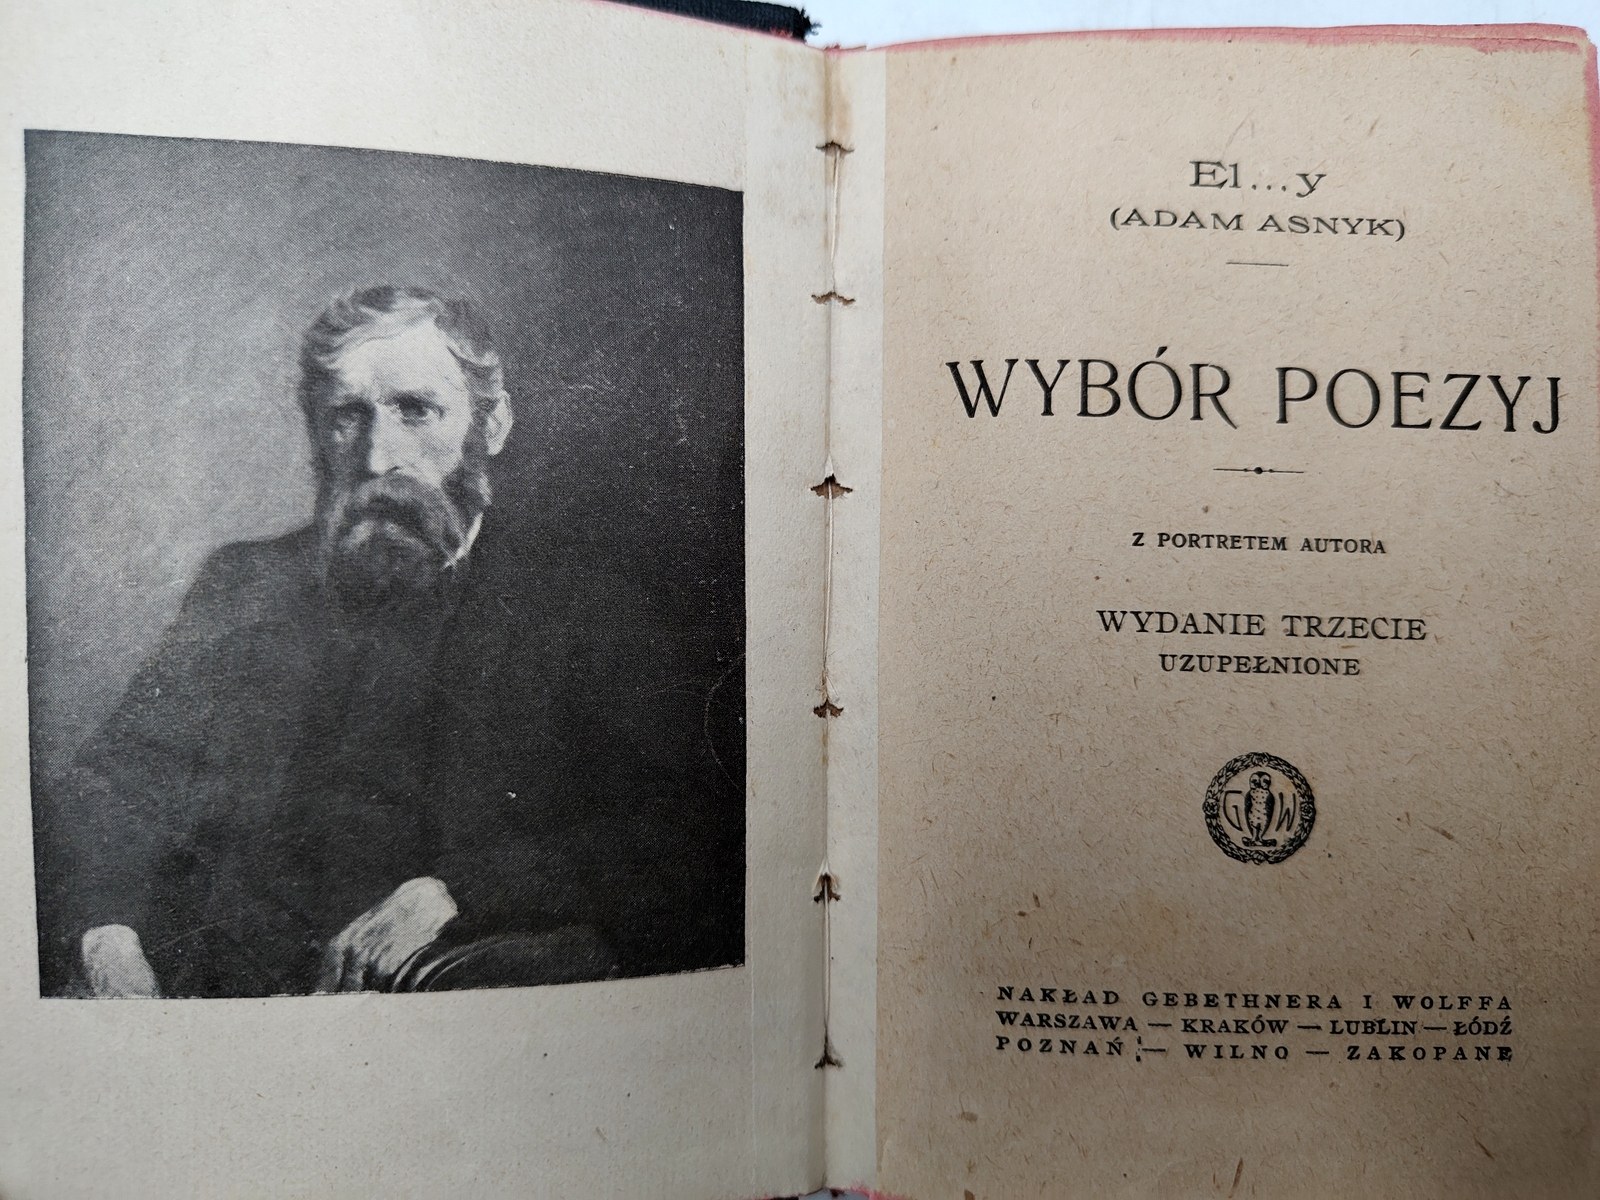 El...y
(ADAM ASNYK)
WYBÓR POEZYJ
Z PORTRETEM AUTORA
WYDANIE TRZECIE
UZUPEŁNIONE
G W
NAKŁAD GEBETHNERA I WOLFFA
WARSZAWA — KRAKÓW — LUBLIN — ŁÓDŹ
POZNAŃ — WILNO — ZAKOPANE